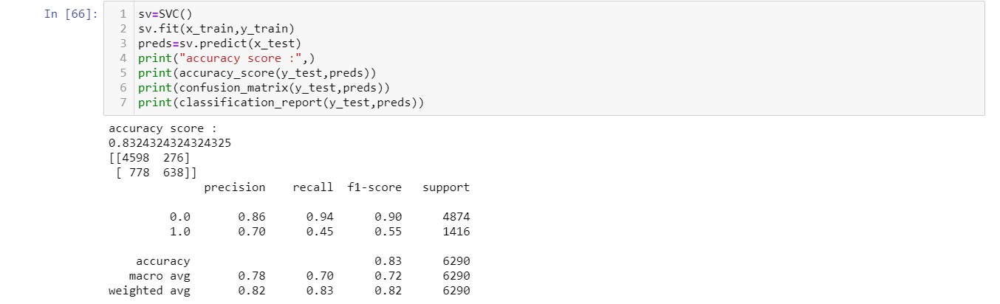 In [66]:
1 sv=SVC()
2 sv.fit(x_train,y_train)
3 preds=sv.predict(x_test)
4 print("accuracy score :",)
5 print(accuracy_score(y_test,preds))
6 print(confusion_matrix(y_test,preds))
7 print(classification_report(y_test,preds))
accuracy score :
0.8324324324324325
[[4598  276]
 [ 778  638]]
              precision    recall  f1-score   support
         0.0       0.86      0.94      0.90      4874
         1.0       0.70      0.45      0.55      1416
    accuracy                           0.83      6290
   macro avg       0.78      0.70      0.72      6290
weighted avg       0.82      0.83      0.82      6290